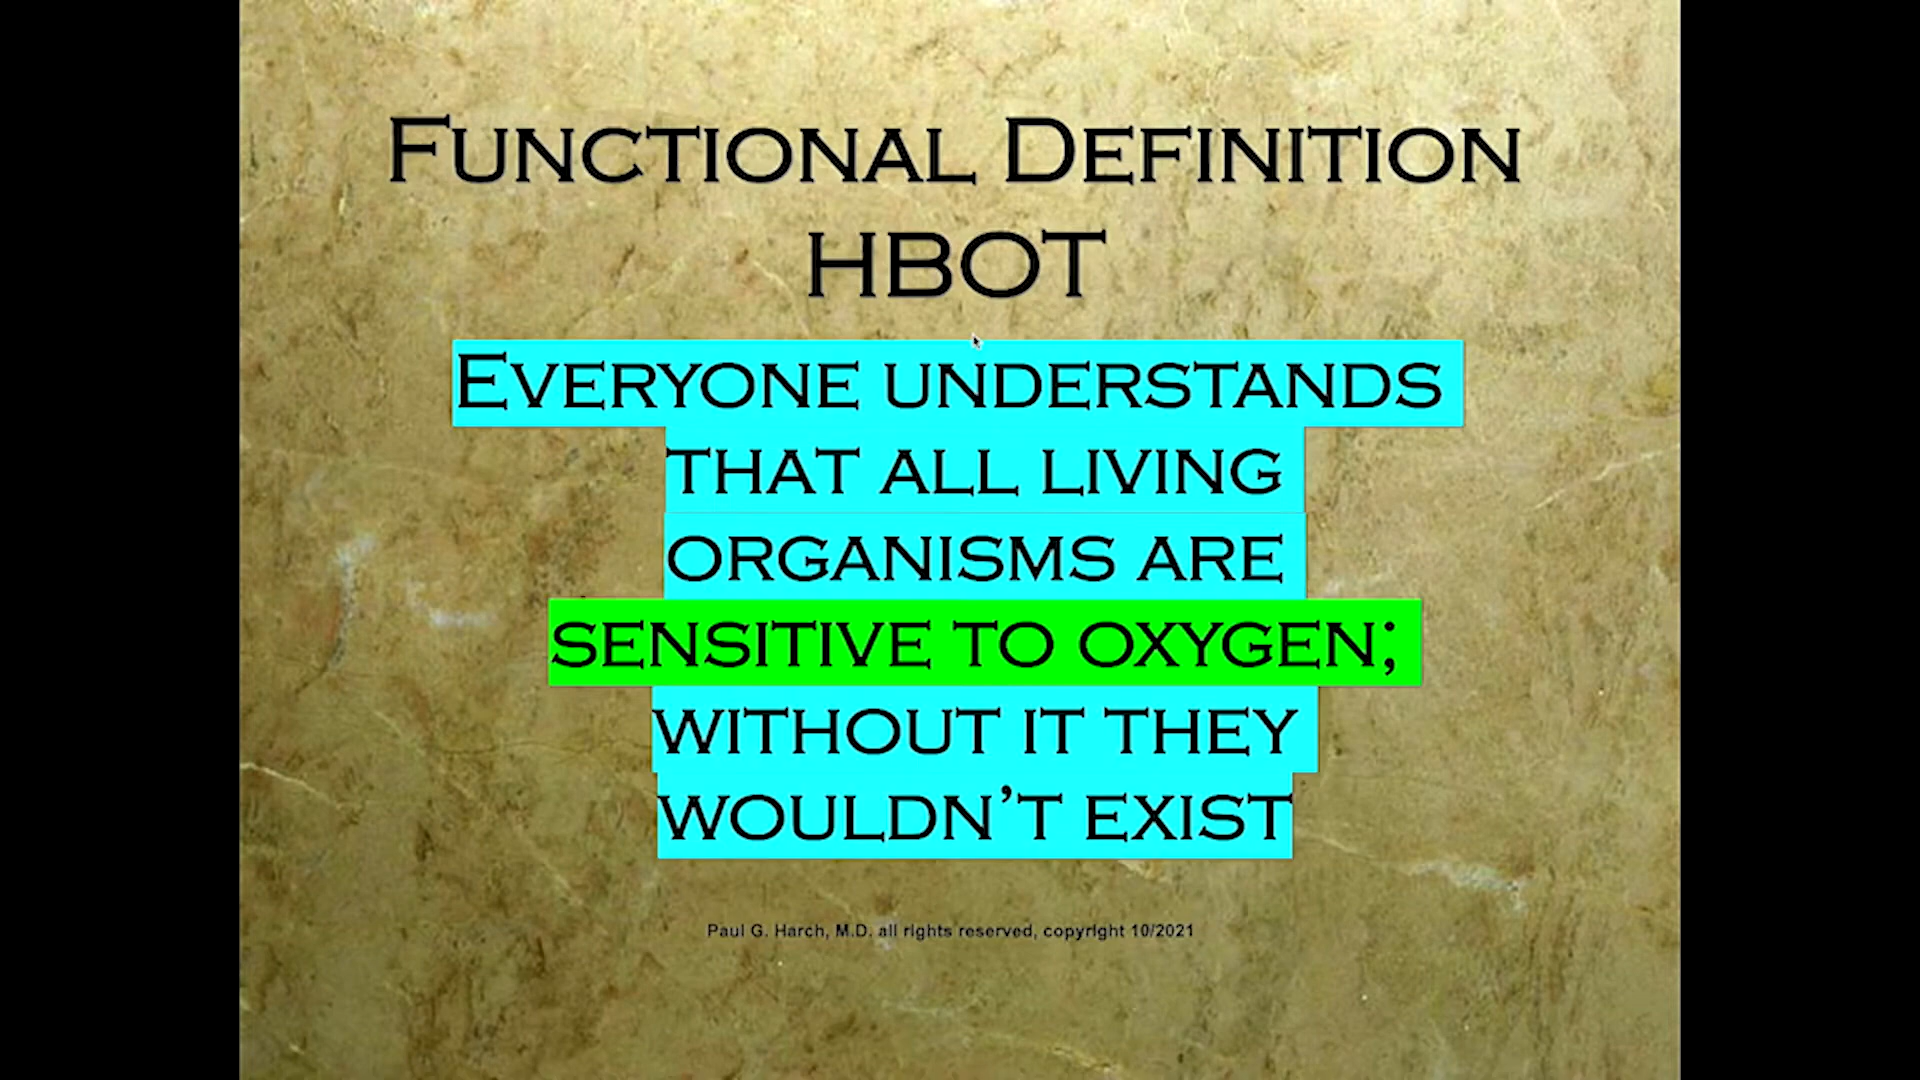 Functional Definition
HBOT
Everyone understands
that all living
organisms are
sensitive to oxygen;
without it they
wouldn’t exist
Paul G. Harch, M.D. all rights reserved, copyright 10/2021